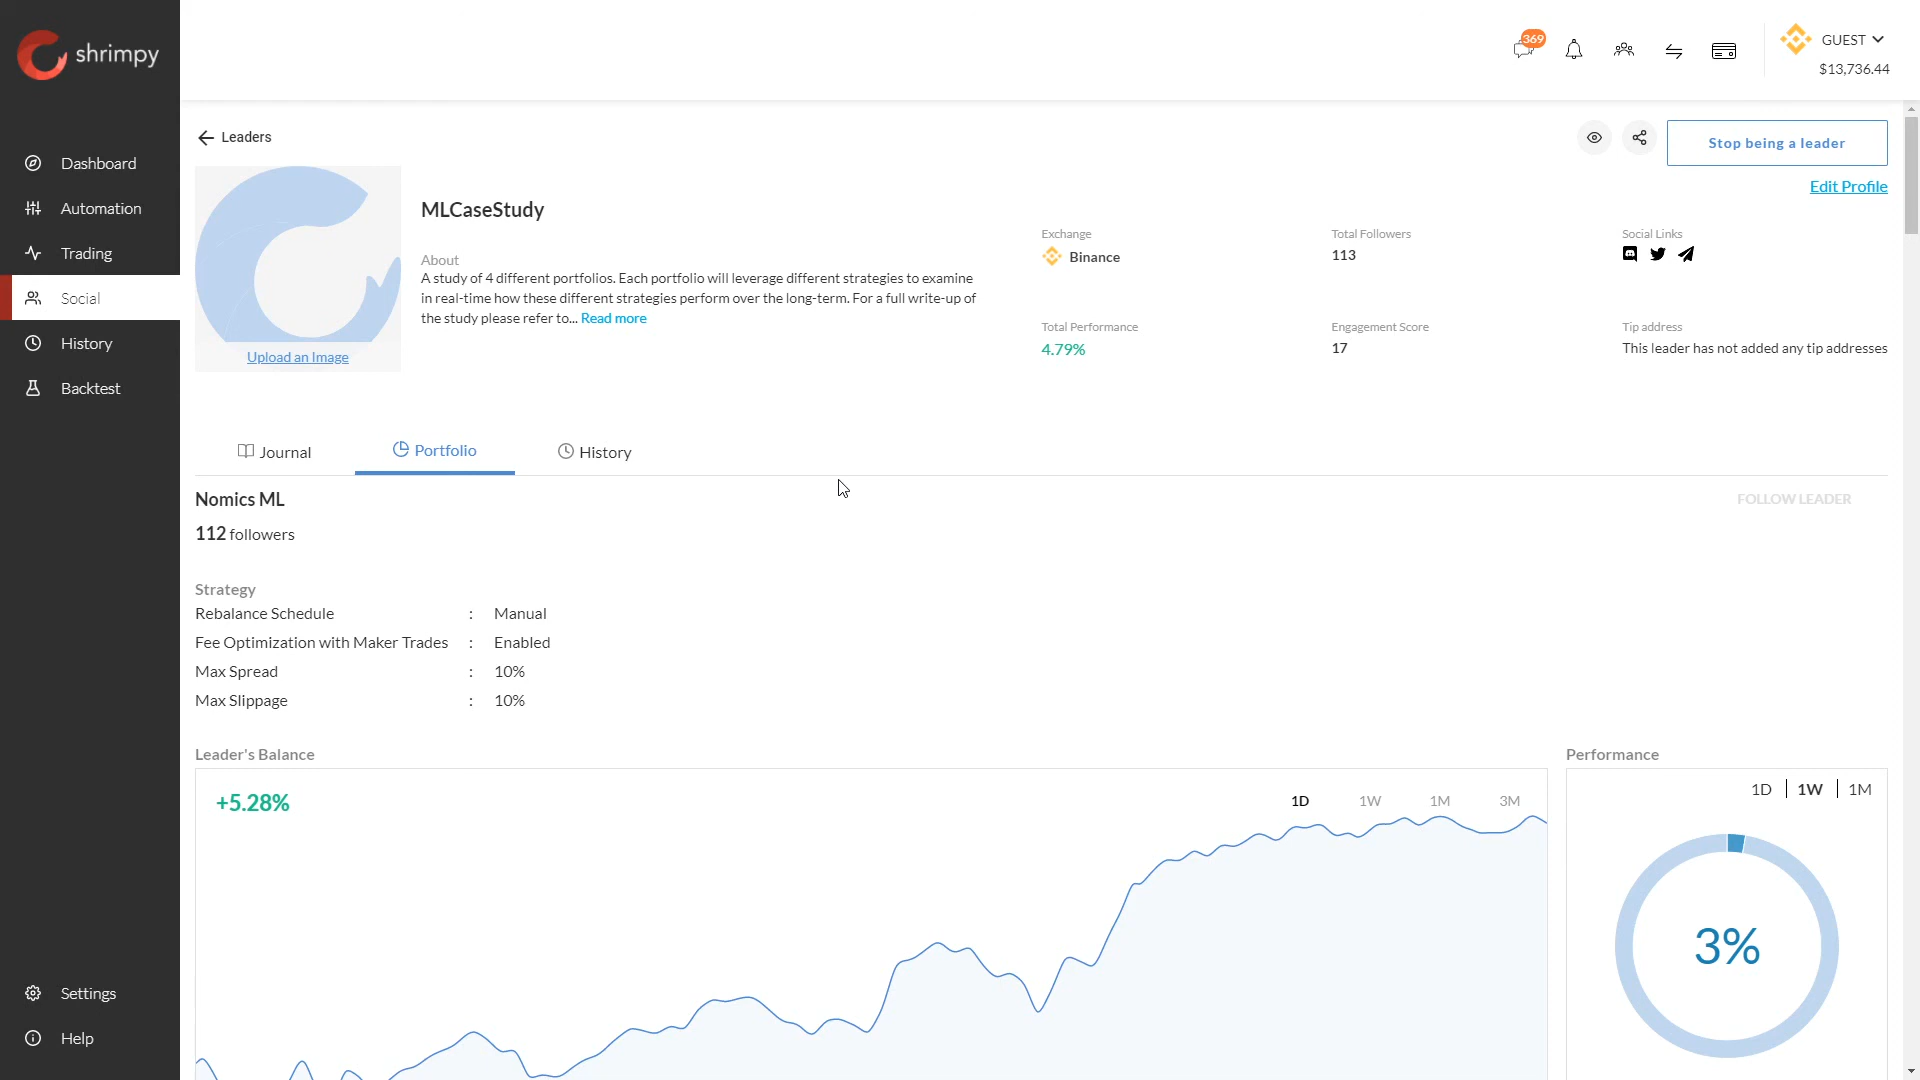 shrimpy
369
GUEST
$13,736.44
Dashboard
Automation
Trading
Social
History
Backtest
Settings
Help
Leaders
Stop being a leader
Edit Profile
Upload an Image
MLCaseStudy
About
A study of 4 different portfolios. Each portfolio will leverage different strategies to examine
in real-time how these different strategies perform over the long-term. For a full write-up of
the study please refer to... Read more
Exchange
Binance
Total Followers
113
Social Links
Total Performance
4.79%
Engagement Score
17
Tip address
This leader has not added any tip addresses
Journal
Portfolio
History
Nomics ML
FOLLOW LEADER
112 followers
Strategy
Rebalance Schedule : Manual
Fee Optimization with Maker Trades : Enabled
Max Spread : 10%
Max Slippage : 10%
Leader's Balance
+5.28%
1D 1W 1M 3M
Performance
1D 1W 1M
3%